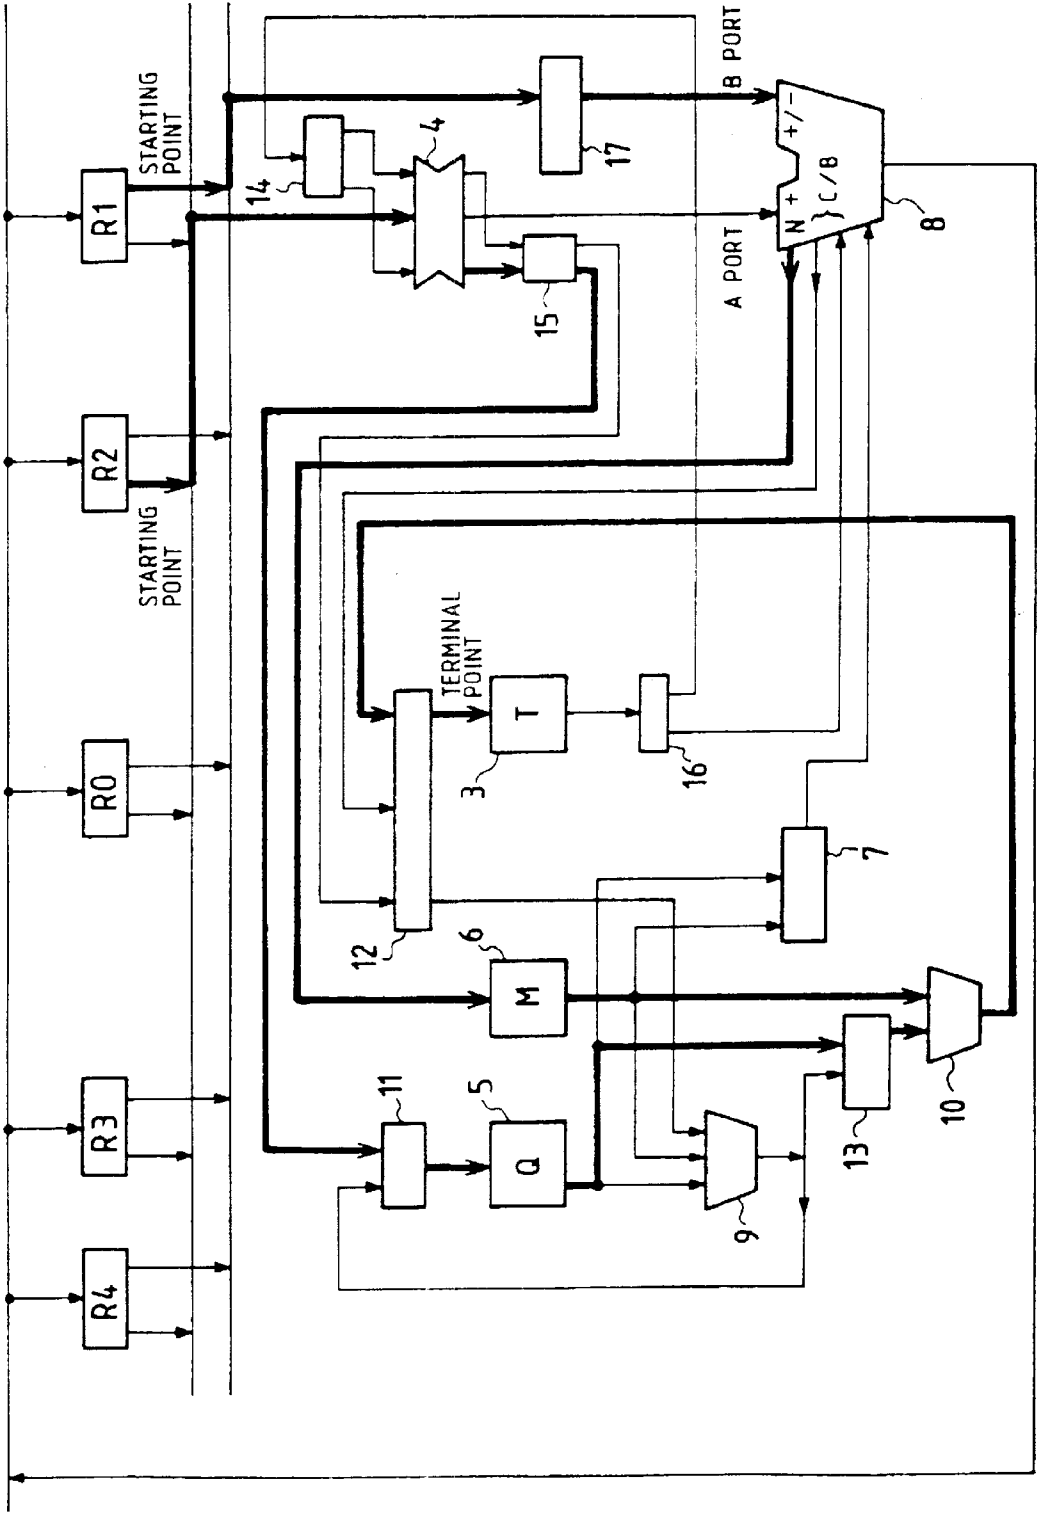 R4
R3
R0
R2
R1
STARTING
POINT
STARTING
POINT
14
4
17
B PORT
11
12
15
A PORT
N + +/-
} C/B
8
TERMINAL
POINT
5
Q
6
M
3
T
16
9
13
10
7